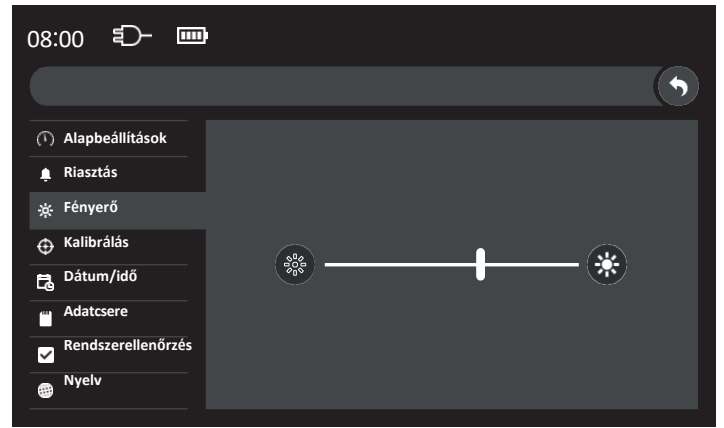 08:00
Alapbeállítások
Riasztás
Fényerő
Kalibrálás
Dátum/idő
Adatcsere
Rendszerellenőrzés
Nyelv